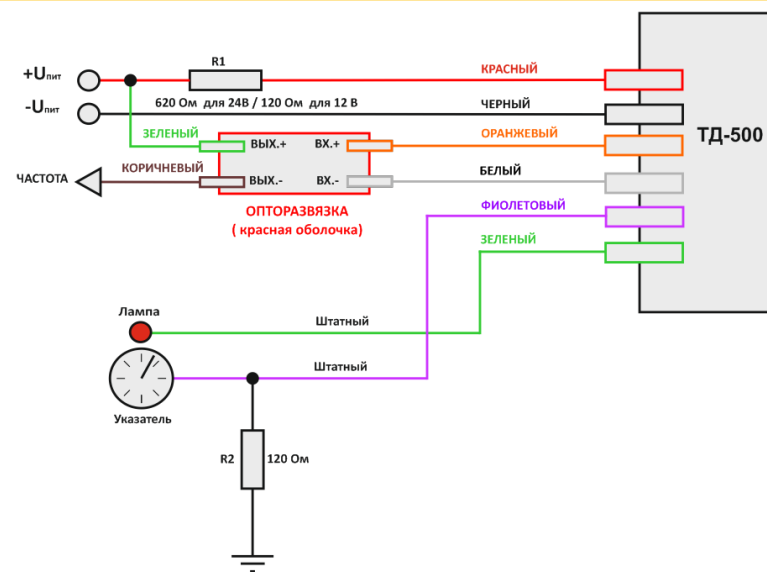 R1
+Uпит
КРАСНЫЙ
-Uпит
620 Ом для 24В / 120 Ом для 12 В
ЧЕРНЫЙ
ТД-500
ЗЕЛЕНЫЙ
ВЫХ.+
ВХ.+
ОРАНЖЕВЫЙ
ЧАСТОТА
КОРИЧНЕВЫЙ
ВЫХ.-
ВХ.-
БЕЛЫЙ
ОПТОРАЗВЯЗКА
( красная оболочка)
ФИОЛЕТОВЫЙ
ЗЕЛЕНЫЙ
Лампа
Штатный
Штатный
Указатель
R2
120 Ом